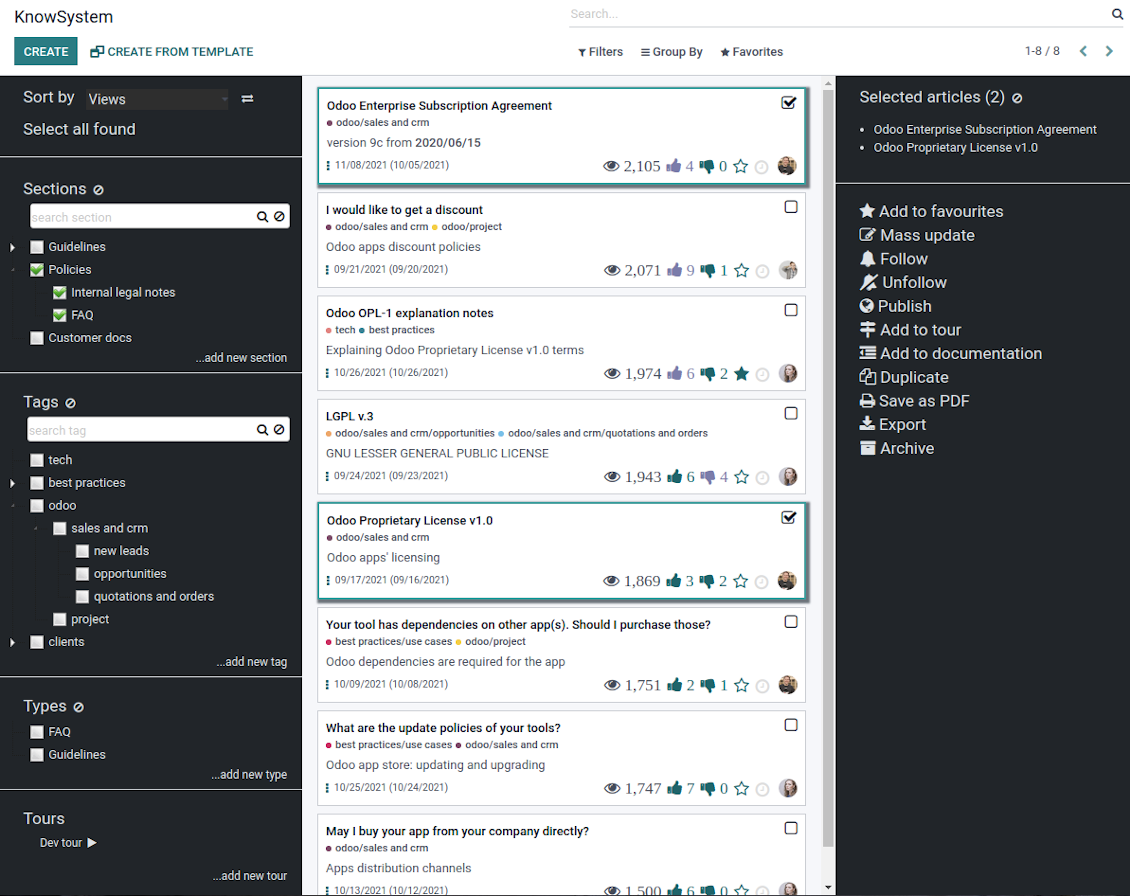 KnowSystem
Search...
CREATE
CREATE FROM TEMPLATE
Filters
Group By
Favorites
1-8 / 8
Sort by
Views
Select all found
Sections
search section
Guidelines
Policies
Internal legal notes
FAQ
Customer docs
...add new section
Tags
search tag
tech
best practices
odoo
sales and crm
new leads
opportunities
quotations and orders
project
clients
...add new tag
Types
FAQ
Guidelines
...add new type
Tours
Dev tour
...add new tour
Odoo Enterprise Subscription Agreement
odoo/sales and crm
version 9c from 2020/06/15
11/08/2021 (10/05/2021) 2,105 4 0
I would like to get a discount
odoo/sales and crm odoo/project
Odoo apps discount policies
09/21/2021 (09/20/2021) 2,071 9 1
Odoo OPL-1 explanation notes
tech best practices
Explaining Odoo Proprietary License v1.0 terms
10/26/2021 (10/26/2021) 1,974 6 2
LGPL v.3
odoo/sales and crm/opportunities odoo/sales and crm/quotations and orders
GNU LESSER GENERAL PUBLIC LICENSE
09/24/2021 (09/23/2021) 1,943 6 4
Odoo Proprietary License v1.0
odoo/sales and crm
Odoo apps' licensing
09/17/2021 (09/16/2021) 1,869 3 2
Your tool has dependencies on other app(s). Should I purchase those?
best practices/use cases odoo/project
Odoo dependencies are required for the app
10/09/2021 (10/08/2021) 1,751 2 1
What are the update policies of your tools?
best practices/use cases odoo/sales and crm
Odoo app store: updating and upgrading
10/25/2021 (10/24/2021) 1,747 7 0
May I buy your app from your company directly?
odoo/sales and crm
Apps distribution channels
10/13/2021 (10/12/2021) 1,500 6 0
Selected articles (2)
Odoo Enterprise Subscription Agreement
Odoo Proprietary License v1.0
Add to favourites
Mass update
Follow
Unfollow
Publish
Add to tour
Add to documentation
Duplicate
Save as PDF
Export
Archive